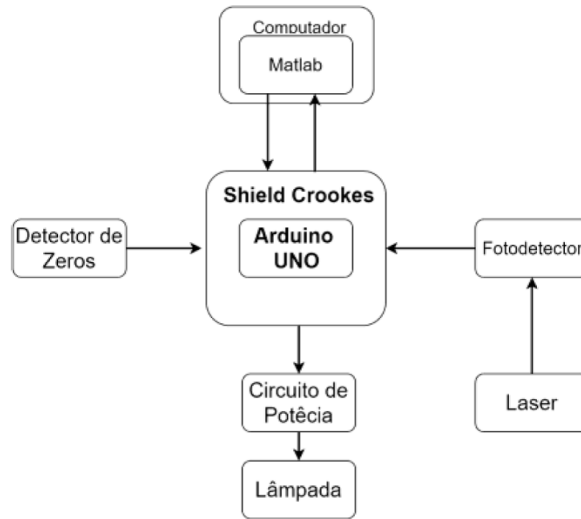 Computador
Matlab
Shield Crookes
Arduino
UNO
Detector de
Zeros
Fotodetector
Circuito de
Potêcia
Laser
Lâmpada